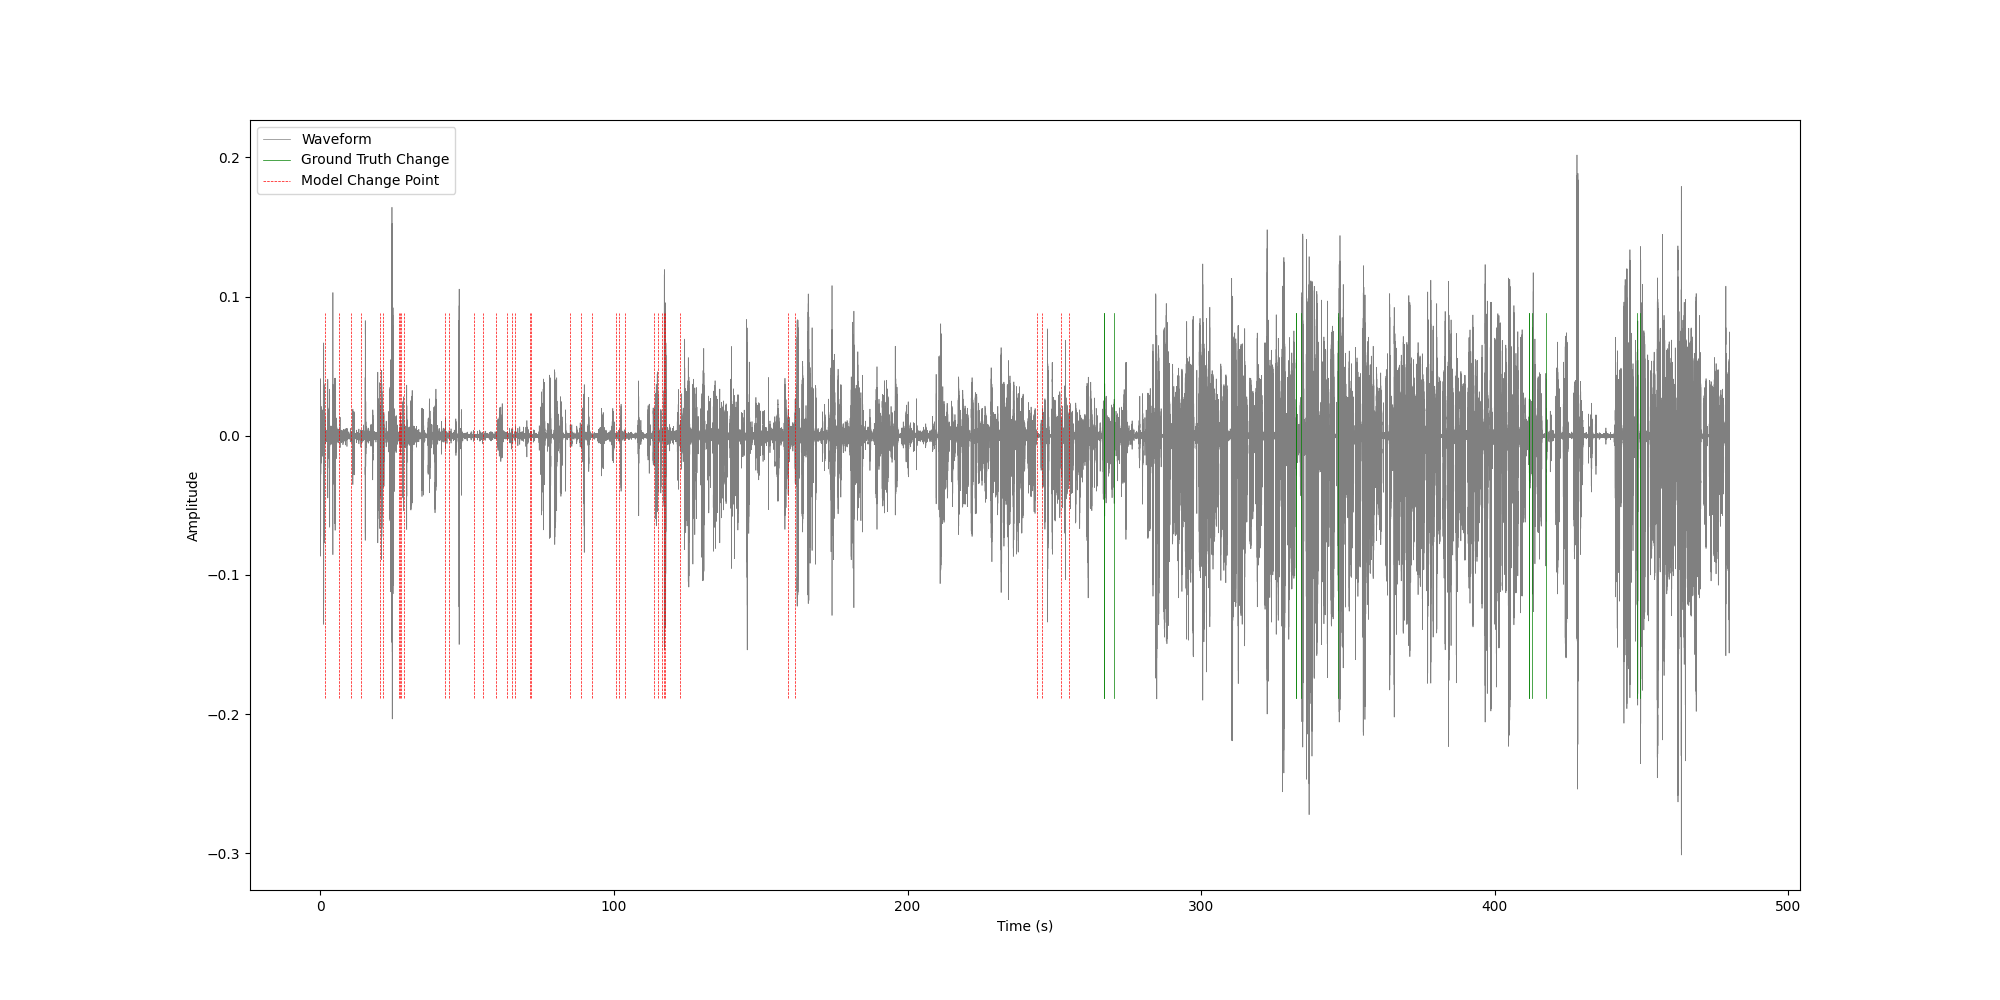 Waveform
Ground Truth Change
Model Change Point
0.2
0.1
0.0
−0.1
−0.2
−0.3
Amplitude
0 100 200 300 400 500
Time (s)